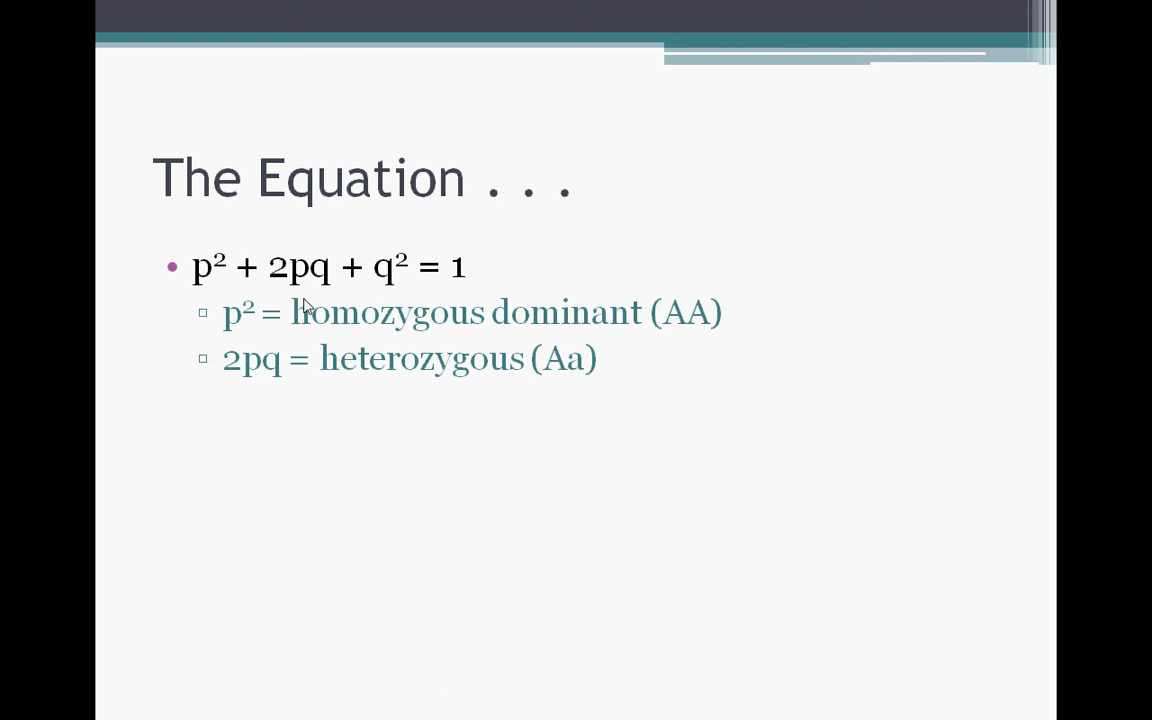 The Equation . . .
• p² + 2pq + q² = 1
▫ p² = homozygous dominant (AA)
▫ 2pq = heterozygous (Aa)